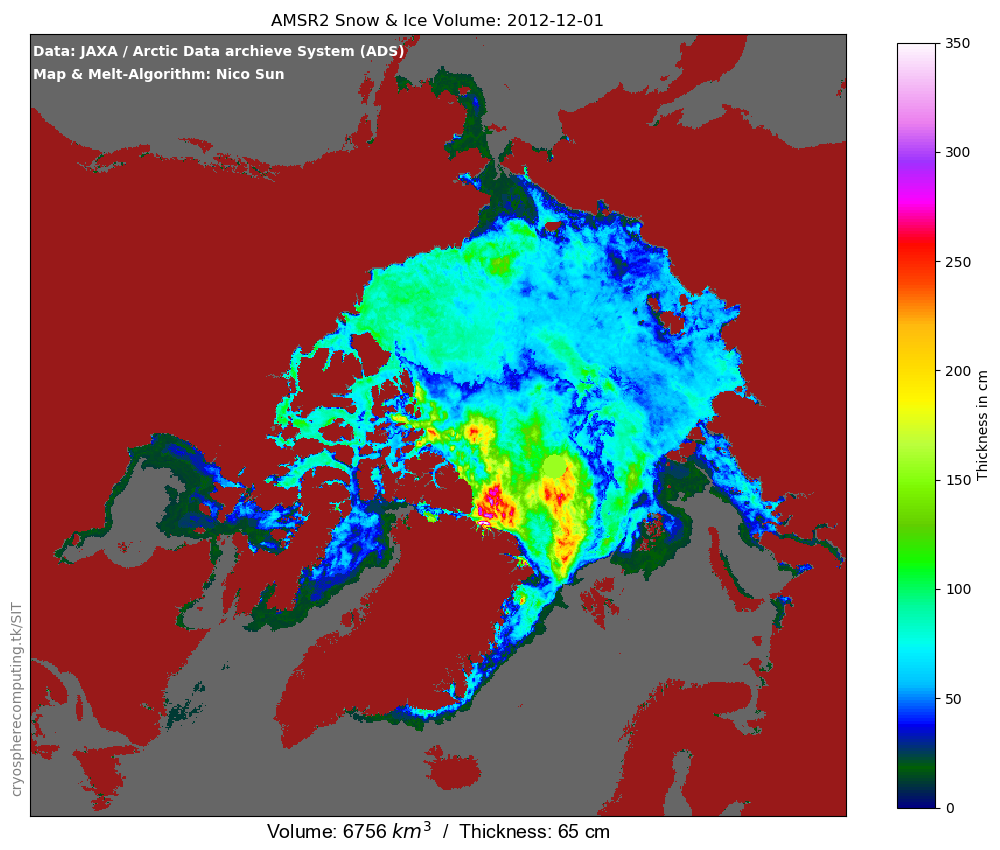 AMSR2 Snow & Ice Volume: 2012-12-01
Data: JAXA / Arctic Data archieve System (ADS)
Map & Melt-Algorithm: Nico Sun
350
300
250
200
150
100
50
0
Thickness in cm
cryospherecomputing.tk/SIT
Volume: 6756 km³ / Thickness: 65 cm